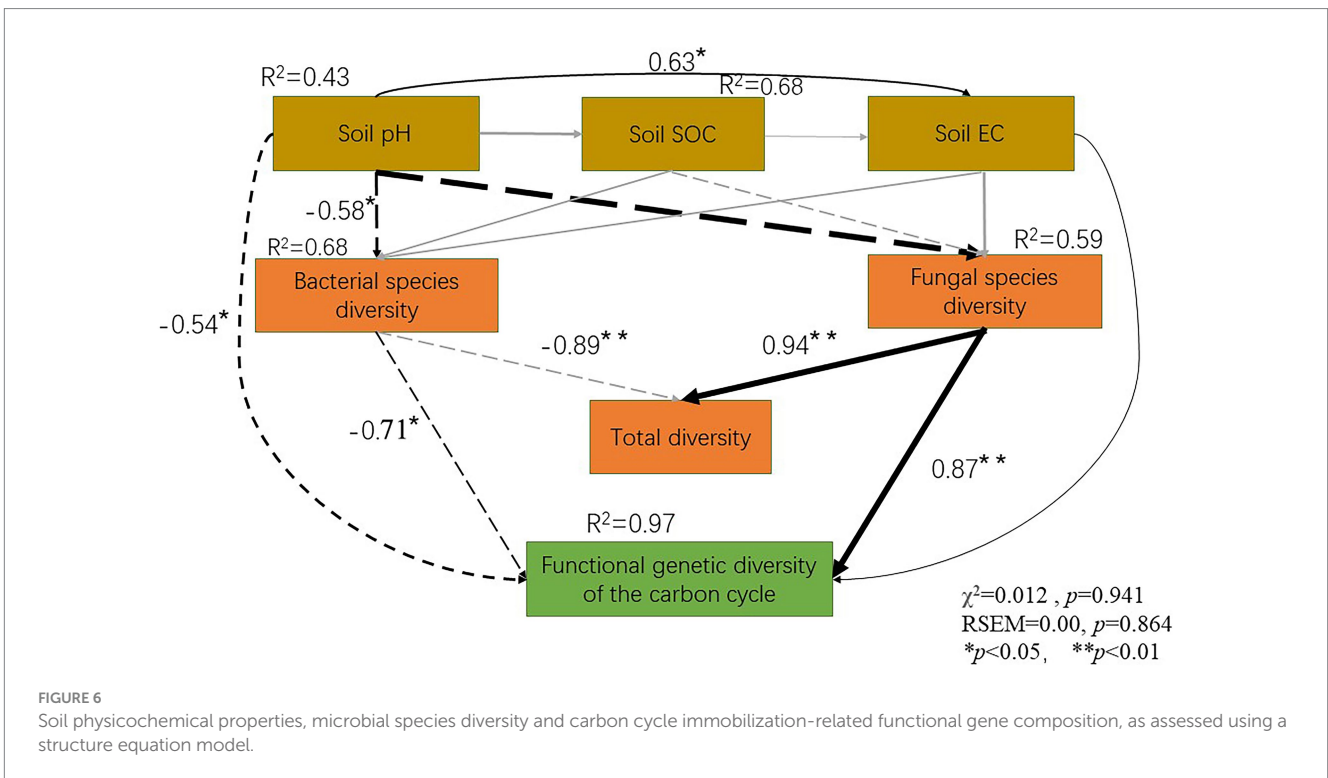 0.63*
R²=0.43
R²=0.68
Soil pH
Soil SOC
Soil EC
-0.58*
R²=0.68
R²=0.59
Bacterial species
diversity
Fungal species
diversity
-0.54*
-0.89**
0.94**
-0.71*
Total diversity
0.87**
R²=0.97
Functional genetic diversity
of the carbon cycle
χ²=0.012 , p=0.941
RSEM=0.00, p=0.864
*p<0.05, **p<0.01
FIGURE 6
Soil physicochemical properties, microbial species diversity and carbon cycle immobilization-related functional gene composition, as assessed using a
structure equation model.